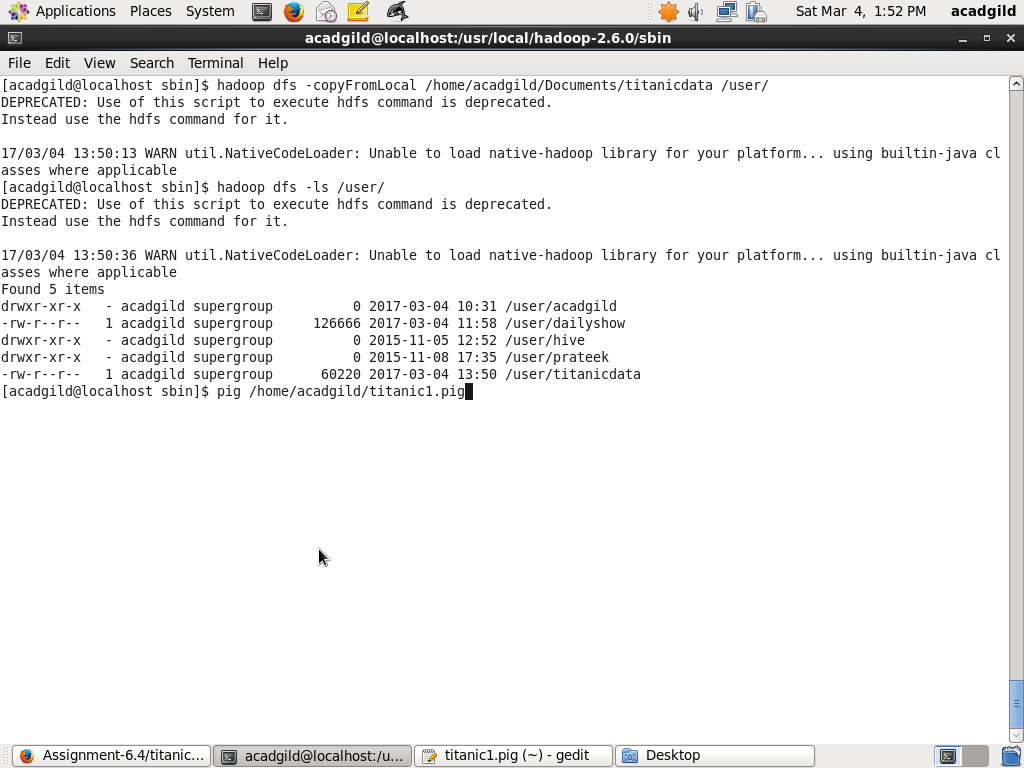 Applications Places System Sat Mar 4, 1:52 PM acadgild
acadgild@localhost:/usr/local/hadoop-2.6.0/sbin
File Edit View Search Terminal Help
[acadgild@localhost sbin]$ hadoop dfs -copyFromLocal /home/acadgild/Documents/titanicdata /user/
DEPRECATED: Use of this script to execute hdfs command is deprecated.
Instead use the hdfs command for it.

17/03/04 13:50:13 WARN util.NativeCodeLoader: Unable to load native-hadoop library for your platform... using builtin-java cl
asses where applicable
[acadgild@localhost sbin]$ hadoop dfs -ls /user/
DEPRECATED: Use of this script to execute hdfs command is deprecated.
Instead use the hdfs command for it.

17/03/04 13:50:36 WARN util.NativeCodeLoader: Unable to load native-hadoop library for your platform... using builtin-java cl
asses where applicable
Found 5 items
drwxr-xr-x   - acadgild supergroup          0 2017-03-04 10:31 /user/acadgild
-rw-r--r--   1 acadgild supergroup     126666 2017-03-04 11:58 /user/dailyshow
drwxr-xr-x   - acadgild supergroup          0 2015-11-05 12:52 /user/hive
drwxr-xr-x   - acadgild supergroup          0 2015-11-08 17:35 /user/prateek
-rw-r--r--   1 acadgild supergroup      60220 2017-03-04 13:50 /user/titanicdata
[acadgild@localhost sbin]$ pig /home/acadgild/titanic1.pig
Assignment-6.4/titanic... acadgild@localhost:/u... titanic1.pig (~) - gedit Desktop